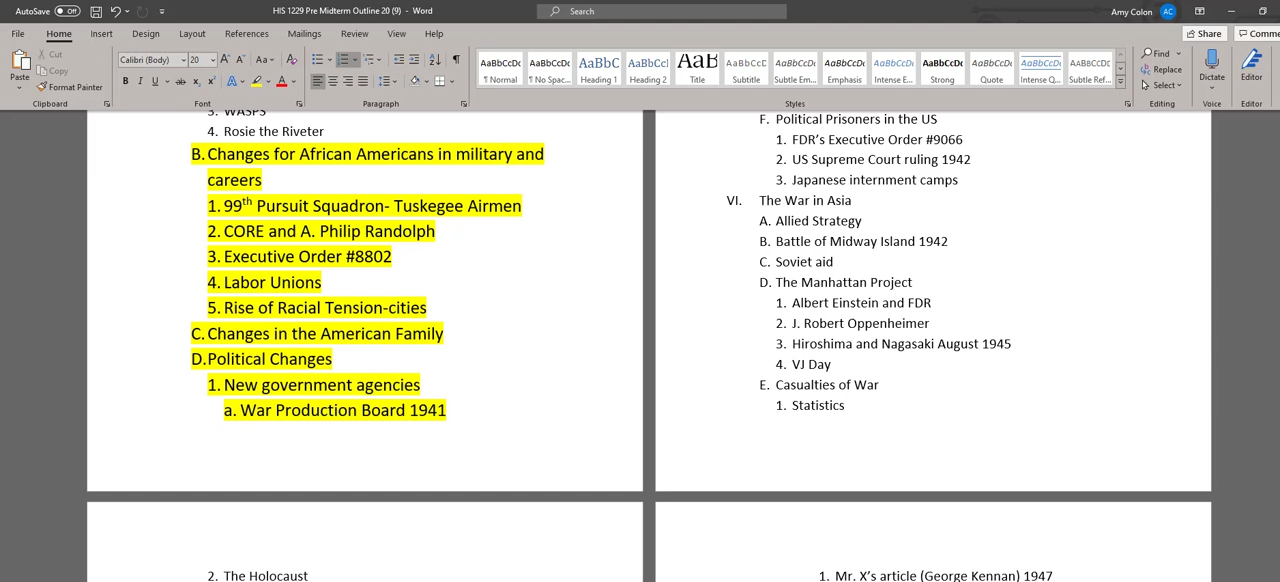 AutoSave Off HIS 1229 Pre Midterm Outline 20 (9) - Word Search Amy Colon AC
File Home Insert Design Layout References Mailings Review View Help Share Comme
Paste Cut Copy Format Painter Clipboard
Calibri (Body) 20 A A Aa A
B I U ab x₂ x² A A Font
Paragraph
AaBbCcDc AaBbCcDc AaBbC AaBbCcl AaB AaBbCcD AaBbCcDc AaBbCcDc AaBbCcDc AaBbCcDc AaBbCcDc AaBbCcDc AaBbCcDc
¶ Normal ¶ No Spac... Heading 1 Heading 2 Title Subtitle Subtle Em... Emphasis Intense E... Strong Quote Intense Q... Subtle Ref...
Styles
Find Replace Select Editing
Dictate Voice
Editor Editor
3. WASPS
4. Rosie the Riveter
B. Changes for African Americans in military and
careers
1. 99th Pursuit Squadron- Tuskegee Airmen
2. CORE and A. Philip Randolph
3. Executive Order #8802
4. Labor Unions
5. Rise of Racial Tension-cities
C. Changes in the American Family
D. Political Changes
1. New government agencies
a. War Production Board 1941
2. The Holocaust
F. Political Prisoners in the US
1. FDR’s Executive Order #9066
2. US Supreme Court ruling 1942
3. Japanese internment camps
VI. The War in Asia
A. Allied Strategy
B. Battle of Midway Island 1942
C. Soviet aid
D. The Manhattan Project
1. Albert Einstein and FDR
2. J. Robert Oppenheimer
3. Hiroshima and Nagasaki August 1945
4. VJ Day
E. Casualties of War
1. Statistics
1. Mr. X’s article (George Kennan) 1947